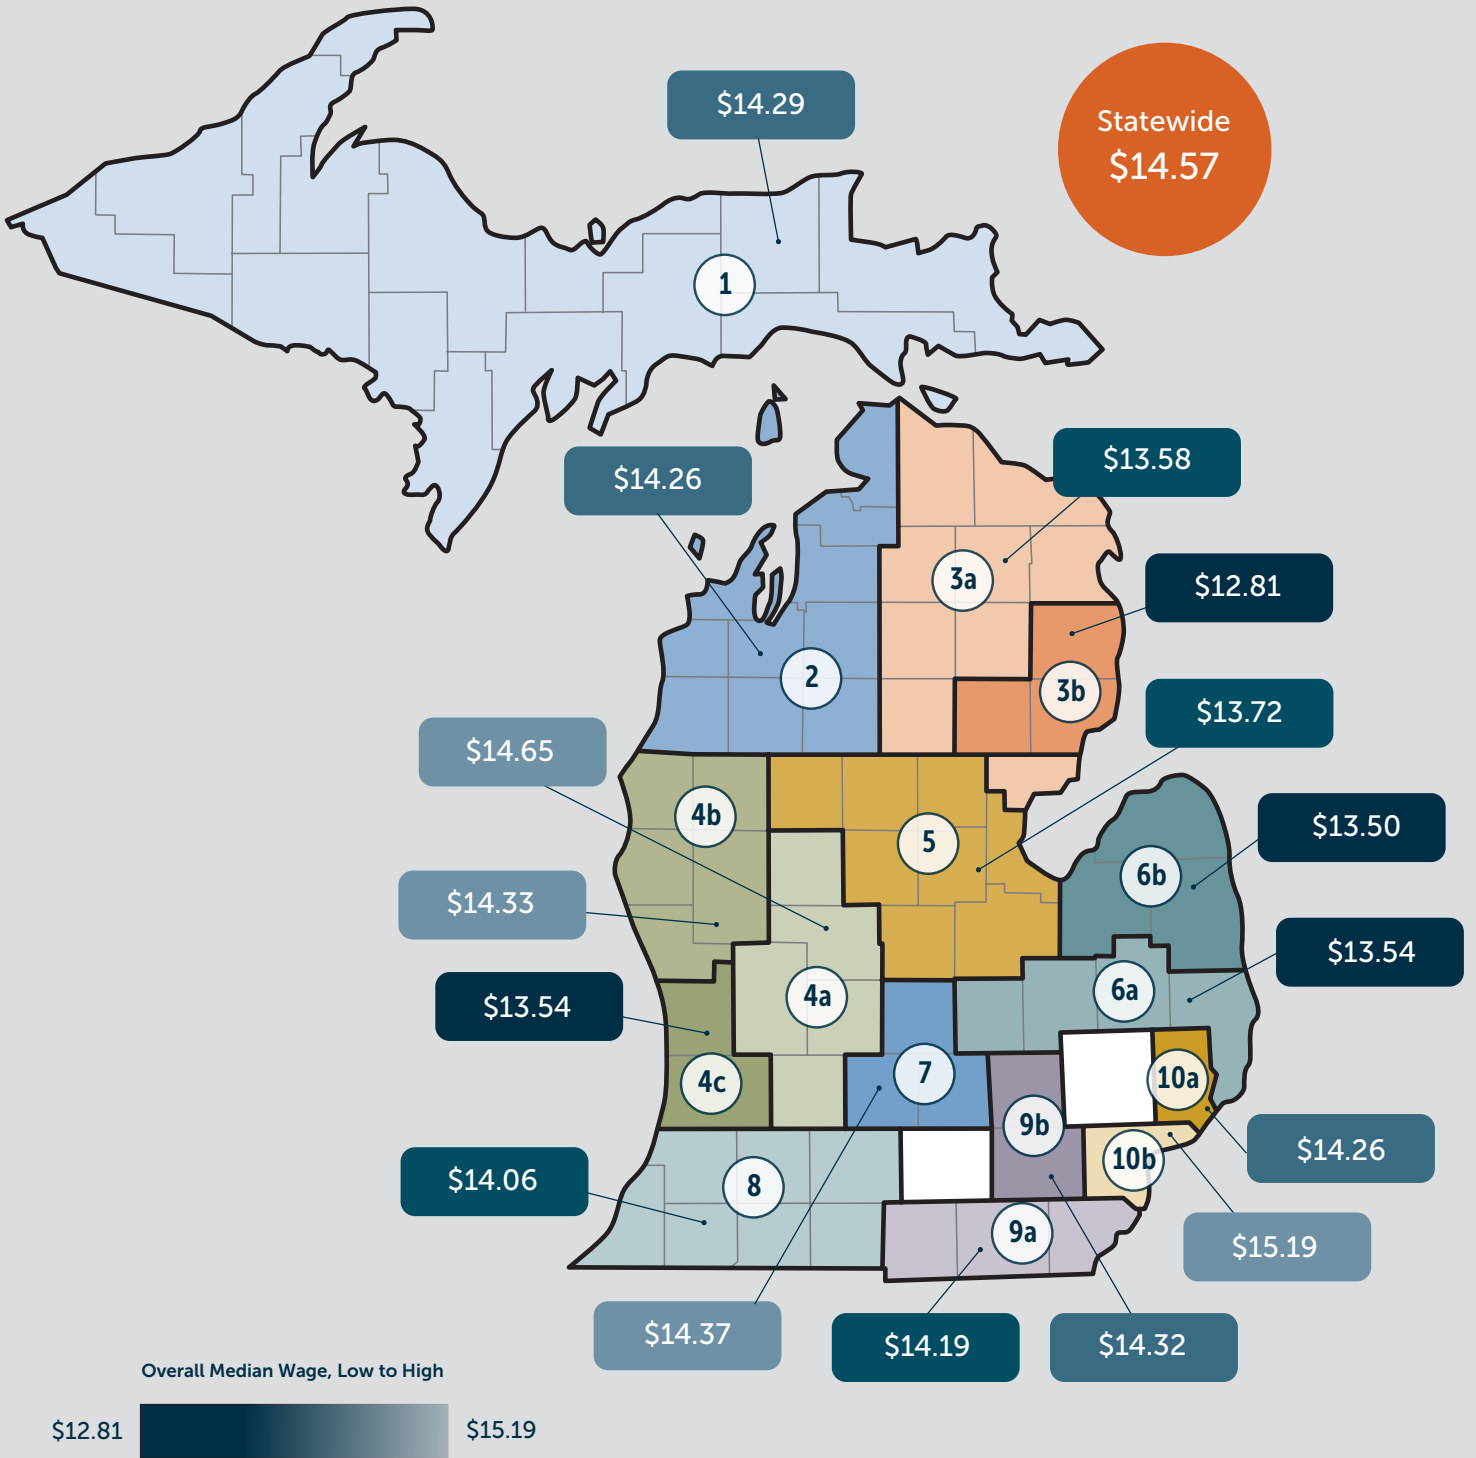 $14.29
Statewide
$14.57
1
$14.26
$13.58
3a
$12.81
2
3b
$13.72
$14.65
4b
5
$13.50
6b
$14.33
$13.54
6a
4a
$13.54
4c
7
10a
9b
10b
$14.26
$14.06
8
9a
$15.19
$14.37
$14.19
$14.32
Overall Median Wage, Low to High
$12.81
$15.19